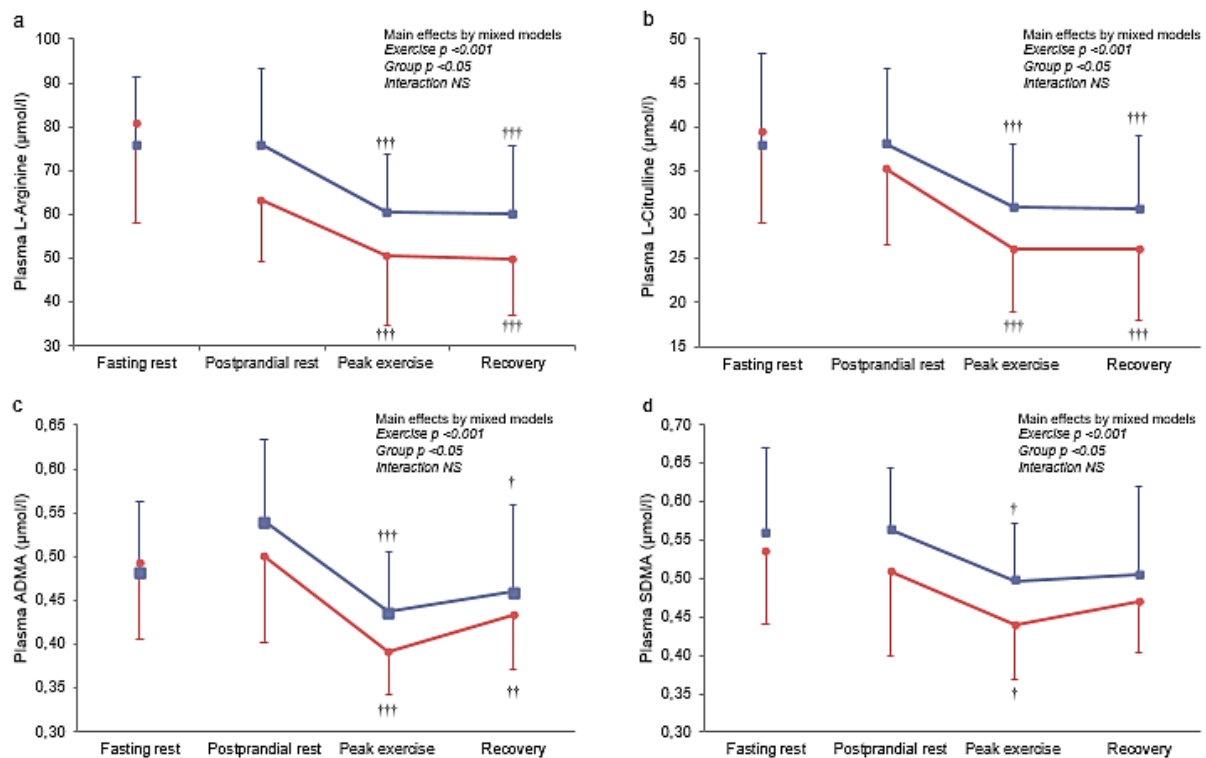 a
Main effects by mixed models
Exercise p <0.001
Group p <0.05
Interaction NS
Plasma L-Arginine (µmol/l)
100
90
80
70
60
50
40
30
†††
†††
†††
†††
Fasting rest Postprandial rest Peak exercise Recovery
b
Main effects by mixed models
Exercise p <0.001
Group p <0.05
Interaction NS
Plasma L-Citrulline (µmol/l)
50
45
40
35
30
25
20
15
†††
†††
†††
†††
Fasting rest Postprandial rest Peak exercise Recovery
c
Main effects by mixed models
Exercise p <0.001
Group p <0.05
Interaction NS
Plasma ADMA (µmol/l)
0,65
0,60
0,55
0,50
0,45
0,40
0,35
0,30
†††
†
†††
††
Fasting rest Postprandial rest Peak exercise Recovery
d
Main effects by mixed models
Exercise p <0.001
Group p <0.05
Interaction NS
Plasma SDMA (µmol/l)
0,70
0,65
0,60
0,55
0,50
0,45
0,40
0,35
0,30
†
†
Fasting rest Postprandial rest Peak exercise Recovery